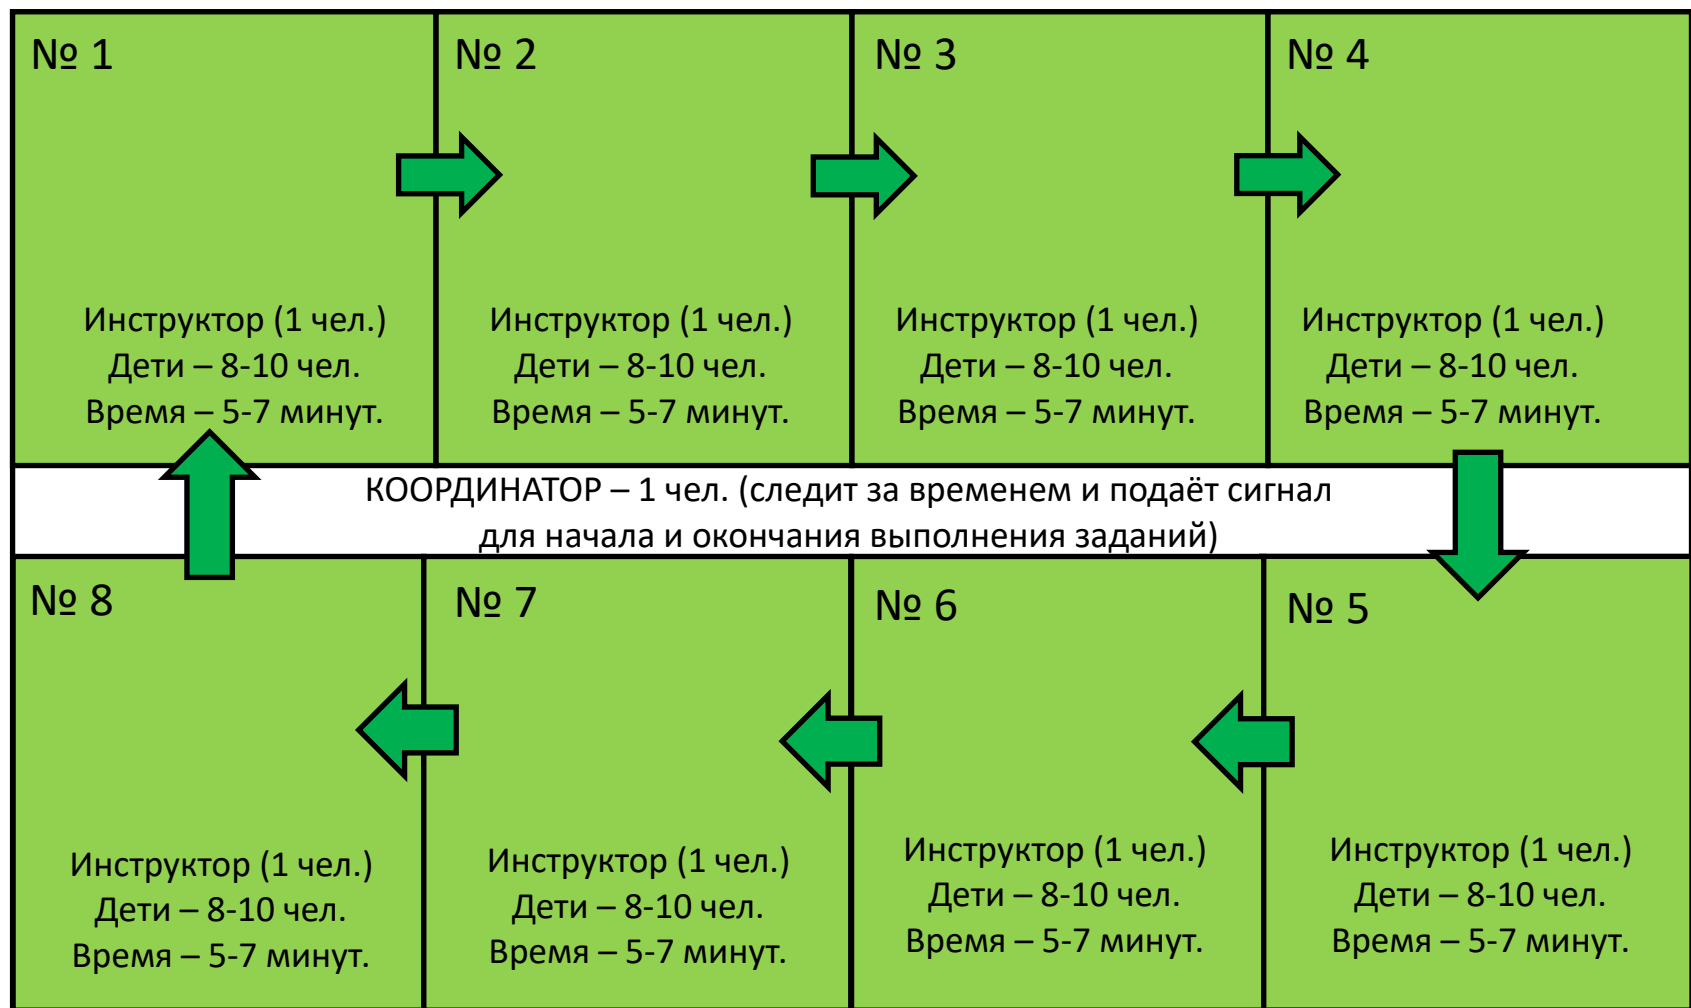 № 1
Инструктор (1 чел.)
Дети – 8-10 чел.
Время – 5-7 минут.
№ 2
Инструктор (1 чел.)
Дети – 8-10 чел.
Время – 5-7 минут.
№ 3
Инструктор (1 чел.)
Дети – 8-10 чел.
Время – 5-7 минут.
№ 4
Инструктор (1 чел.)
Дети – 8-10 чел.
Время – 5-7 минут.
КООРДИНАТОР – 1 чел. (следит за временем и подаёт сигнал
для начала и окончания выполнения заданий)
№ 8
Инструктор (1 чел.)
Дети – 8-10 чел.
Время – 5-7 минут.
№ 7
Инструктор (1 чел.)
Дети – 8-10 чел.
Время – 5-7 минут.
№ 6
Инструктор (1 чел.)
Дети – 8-10 чел.
Время – 5-7 минут.
№ 5
Инструктор (1 чел.)
Дети – 8-10 чел.
Время – 5-7 минут.